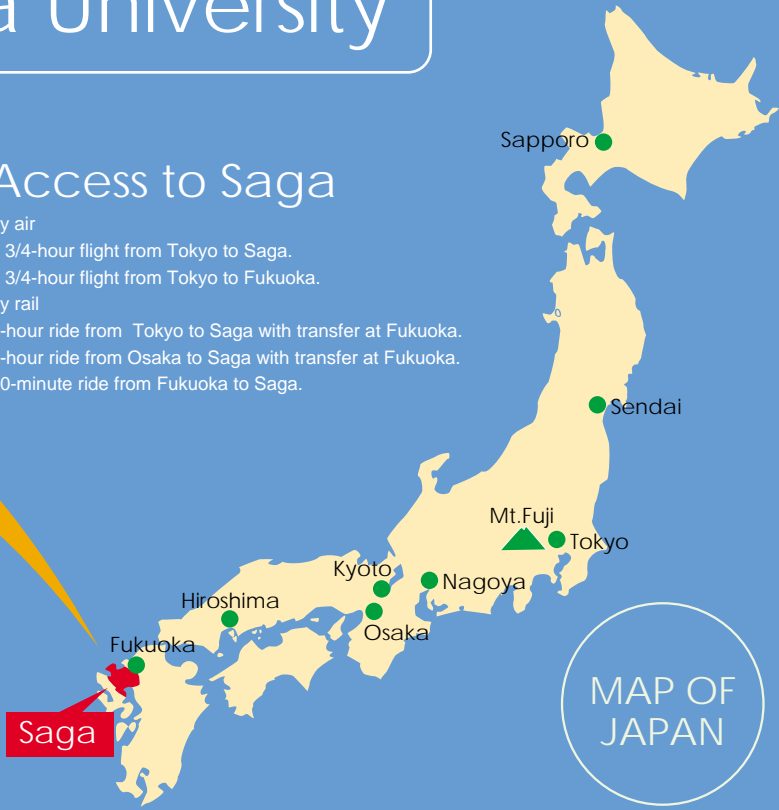 a University
Access to Saga
y air
3/4-hour flight from Tokyo to Saga.
3/4-hour flight from Tokyo to Fukuoka.
y rail
-hour ride from Tokyo to Saga with transfer at Fukuoka.
-hour ride from Osaka to Saga with transfer at Fukuoka.
0-minute ride from Fukuoka to Saga.
Sapporo
Sendai
Mt.Fuji
Tokyo
Kyoto
Nagoya
Hiroshima
Osaka
Fukuoka
Saga
MAP OF
JAPAN